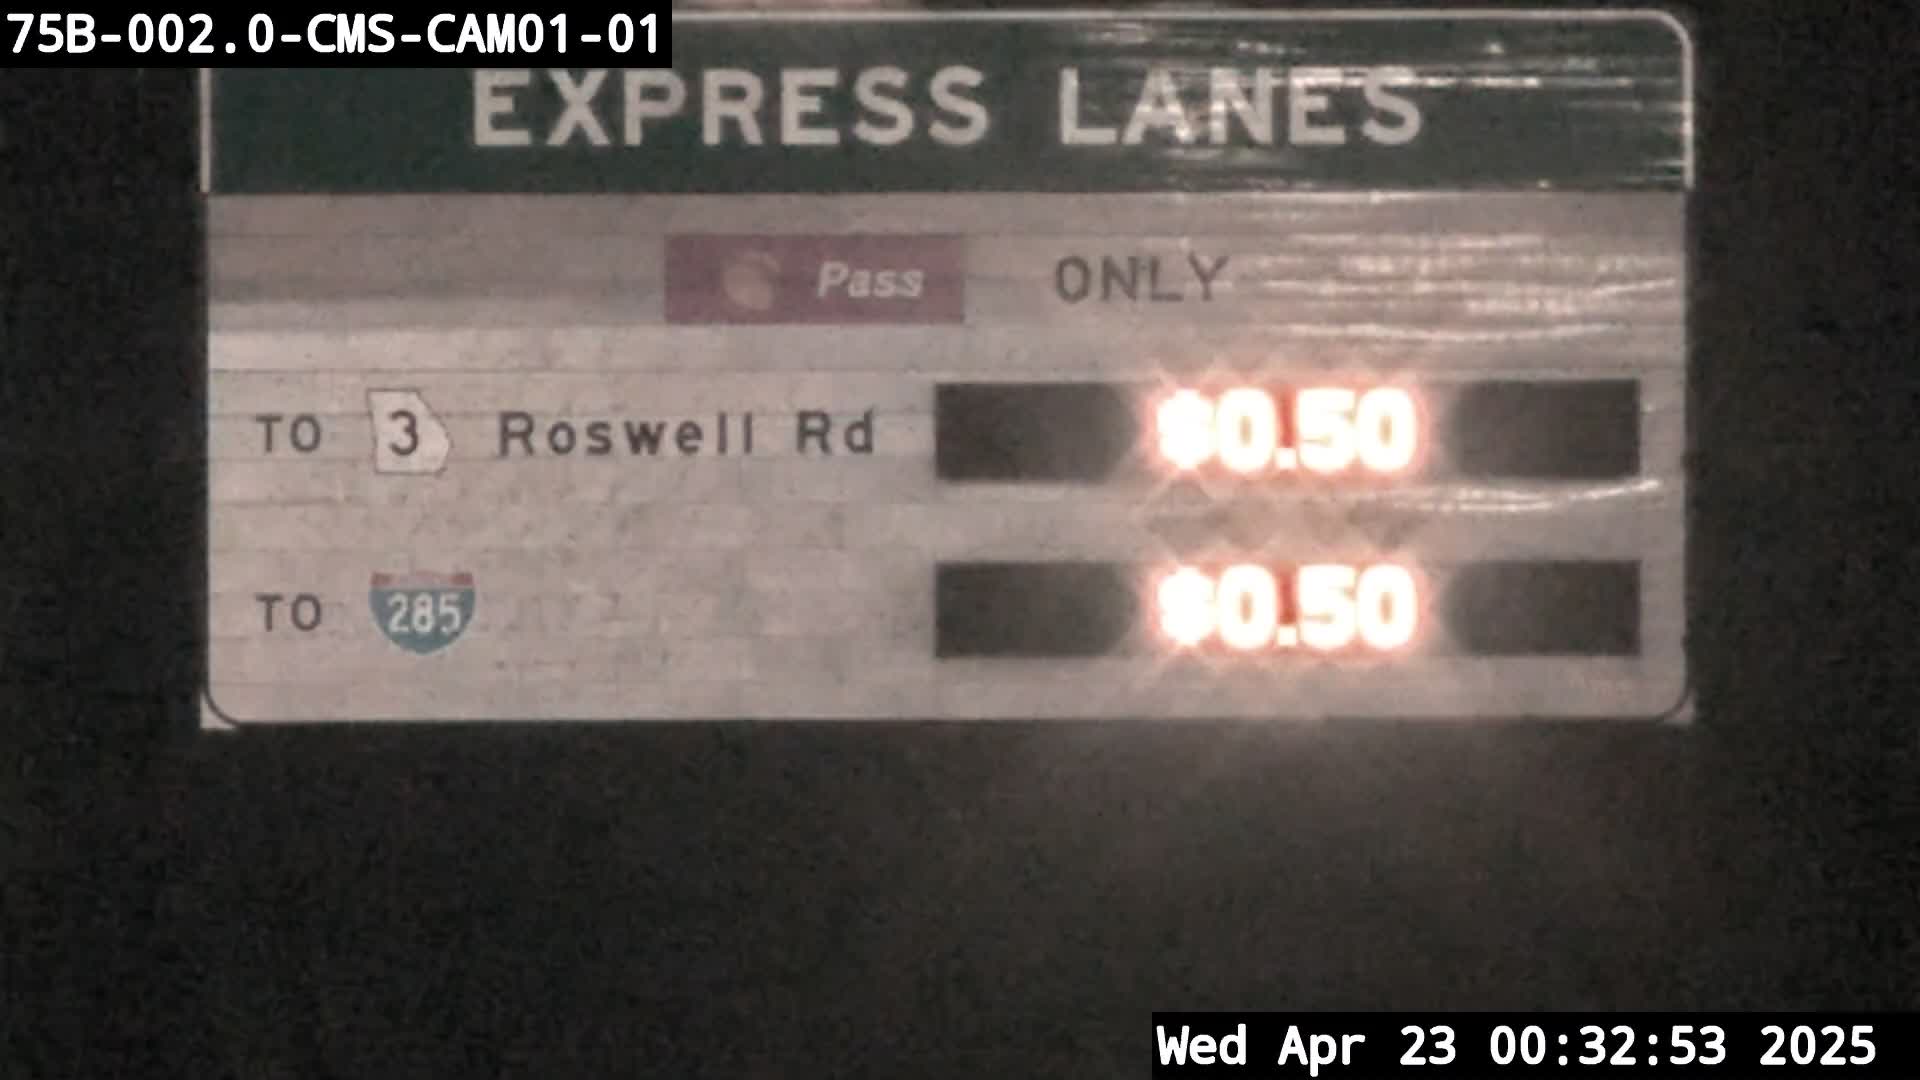 75B-002.0-CMS-CAM01-01
EXPRESS LANES
Pass ONLY
TO 3 Roswell Rd $0.50
TO 285 $0.50
Wed Apr 23 00:32:53 2025